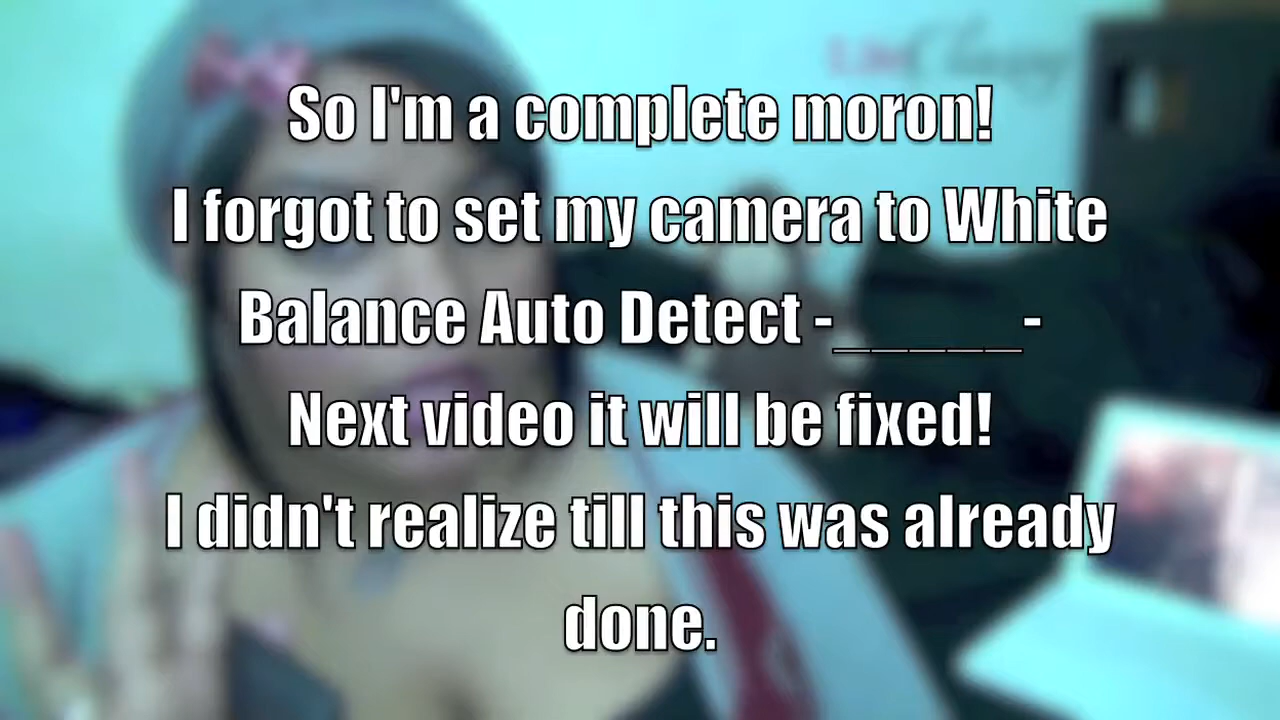 So I'm a complete moron!
I forgot to set my camera to White
Balance Auto Detect -_____-
Next video it will be fixed!
I didn't realize till this was already
done.